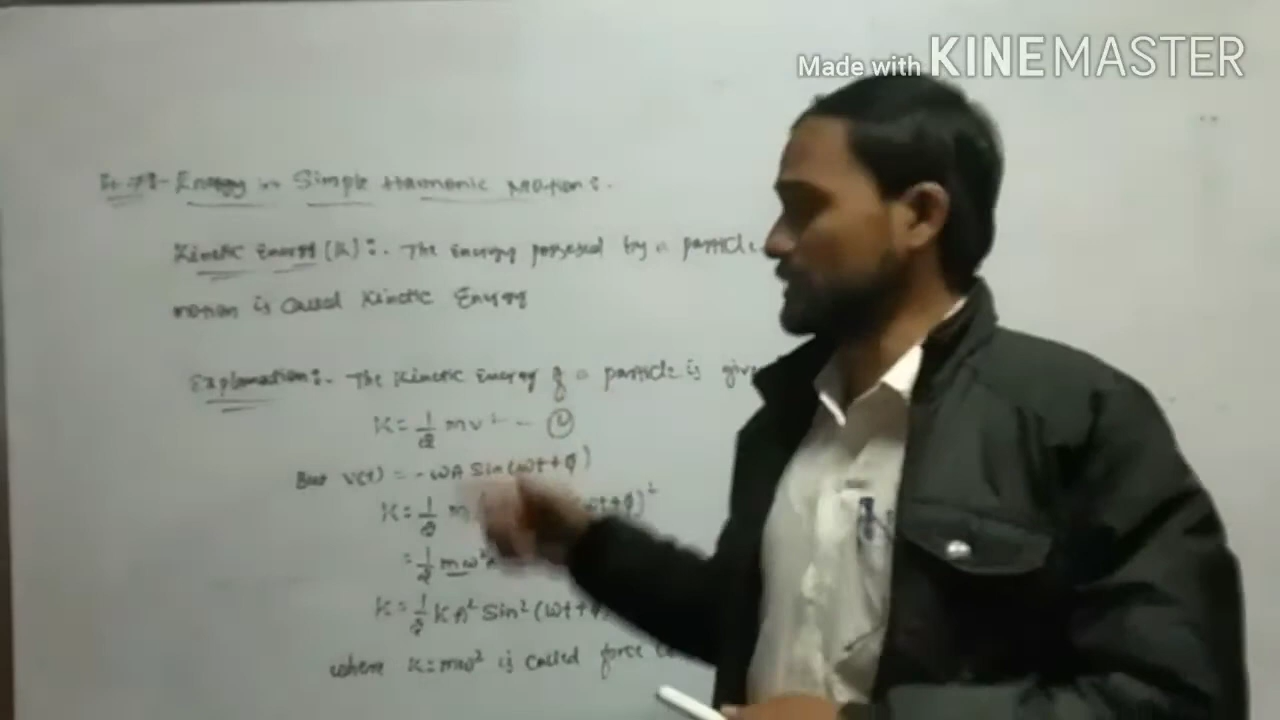 Made with KINEMASTER
Energy in Simple Harmonic Motion:-
Kinetic Energy (K):- The Energy possessed by a particle
motion is Called Kinetic Energy
Explanation:- The Kinetic Energy of a particle is
K = 1/2 mv² -
But V(t) = -ωA Sin(ωt+φ)
K = 1/2 m ωt+φ)²
= 1/2 mω²
K = 1/2 KA² Sin² (ωt+φ
where K=mω² is Called force